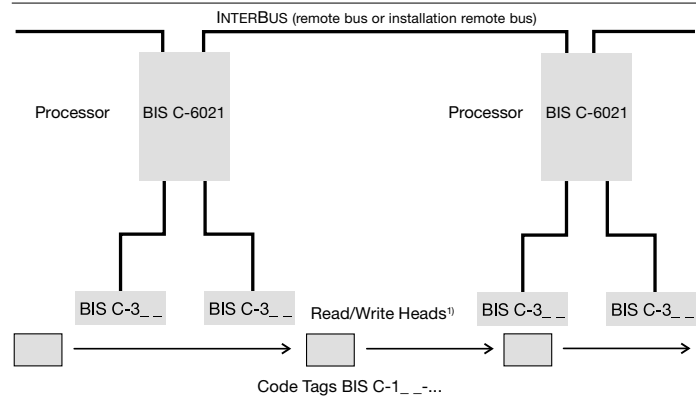 INTERBUS (remote bus or installation remote bus)
Processor BIS C-6021 Processor BIS C-6021
BIS C-3_ _ BIS C-3_ _ Read/Write Heads¹⁾ BIS C-3_ _ BIS C-3_ _
Code Tags BIS C-1_ _-...